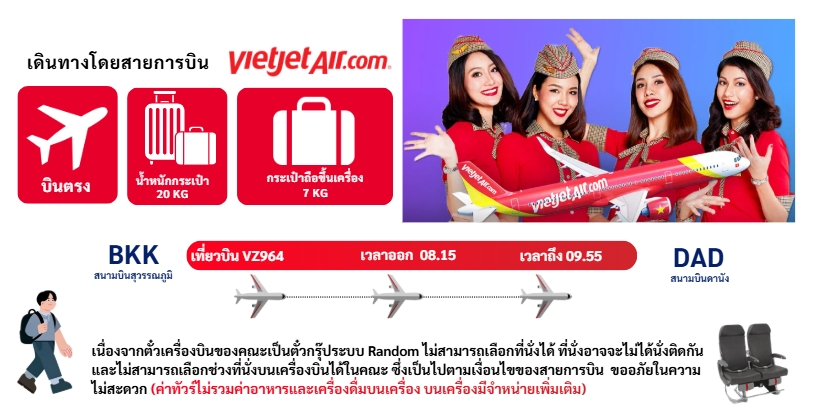 เดินทางโดยสายการบิน vietjetAir.com
บินตรง
น้ำหนักกระเป๋า
20 KG
กระเป๋าถือขึ้นเครื่อง
7 KG
vietjetAir.com
vietjetAir.com
BKK
สนามบินสุวรรณภูมิ
เที่ยวบิน VZ964 เวลาออก 08.15 เวลาถึง 09.55
DAD
สนามบินดานัง
เนื่องจากตั๋วเครื่องบินของคณะเป็นตั๋วกรุ๊ประบบ Random ไม่สามารถเลือกที่นั่งได้ ที่นั่งอาจจะไม่ได้นั่งติดกัน
และไม่สามารถเลือกช่วงที่นั่งบนเครื่องบินได้ในคณะ ซึ่งเป็นไปตามเงื่อนไขของสายการบิน ขออภัยในความ
ไม่สะดวก (ค่าทัวร์ไม่รวมค่าอาหารและเครื่องดื่มบนเครื่อง บนเครื่องมีจำหน่ายเพิ่มเติม)